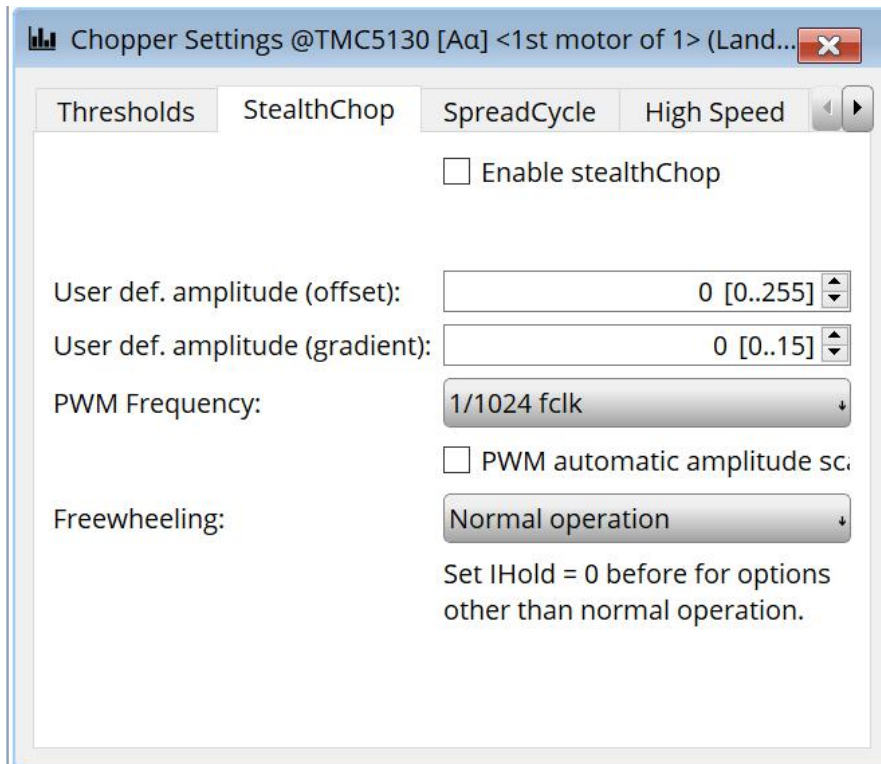 Chopper Settings @TMC5130 [Aα] <1st motor of 1> (Land...
Thresholds StealthChop SpreadCycle High Speed
Enable stealthChop
User def. amplitude (offset): 0 [0..255]
User def. amplitude (gradient): 0 [0..15]
PWM Frequency: 1/1024 fclk
PWM automatic amplitude sca
Freewheeling: Normal operation
Set IHold = 0 before for options
other than normal operation.